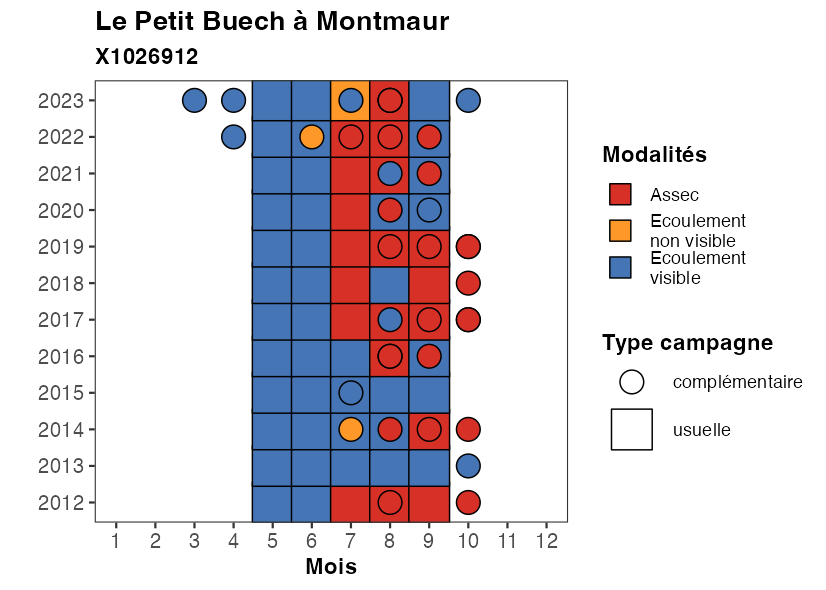 Le Petit Buech à Montmaur
X1026912
2023
2022
2021
2020
2019
2018
2017
2016
2015
2014
2013
2012
1 2 3 4 5 6 7 8 9 10 11 12
Mois
Modalités
Assec
Ecoulement
non visible
Ecoulement
visible
Type campagne
complémentaire
usuelle